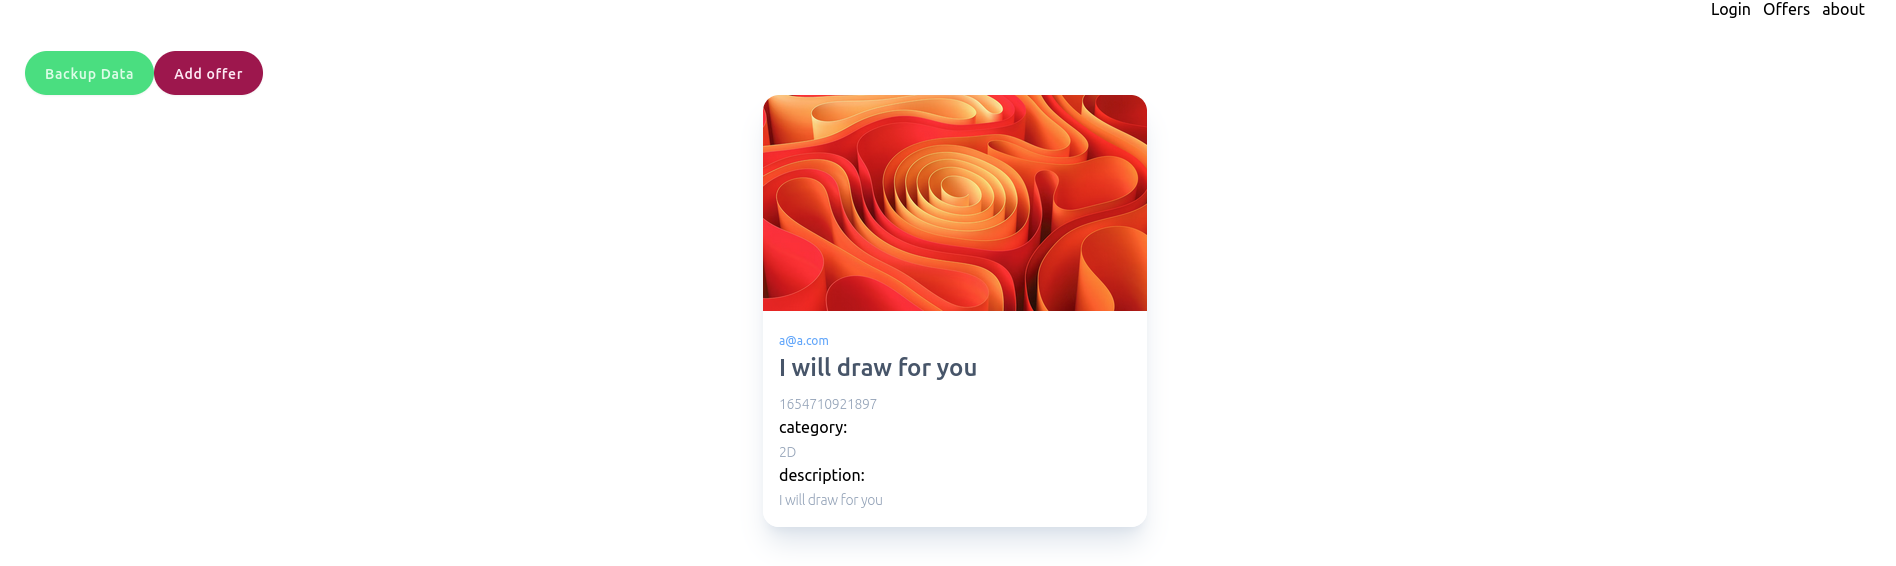 Login Offers about
Backup Data Add offer
a@a.com
I will draw for you
1654710921897
category:
2D
description:
I will draw for you